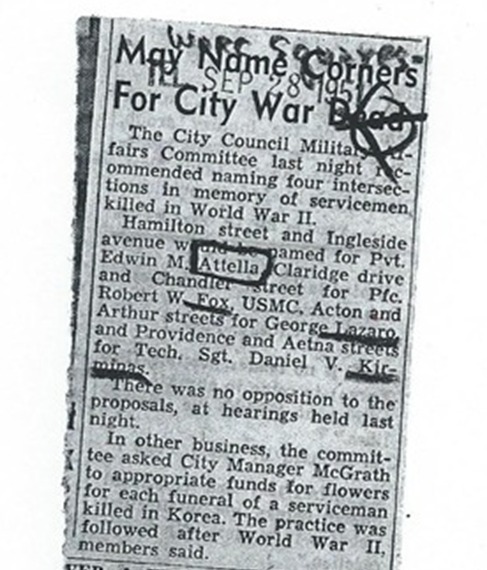 May Name Corners
TEL SEP 28 1951
For City War Dead
The City Council Military Af-
fairs Committee last night rec-
ommended naming four intersec-
tions in memory of servicemen
killed in World War II.
Hamilton street and Ingleside
avenue would be named for Pvt.
Edwin M. Attella, Claridge drive
and Chandler street for Pfc.
Robert W. Fox, USMC, Acton and
Arthur streets for George Lazaro,
and Providence and Aetna streets
for Tech. Sgt. Daniel V. Kir-
minas.
There was no opposition to the
proposals, at hearings held last
night.
In other business, the commit-
tee asked City Manager McGrath
to appropriate funds for flowers
for each funeral of a serviceman
killed in Korea. The practice was
followed after World War II,
members said.